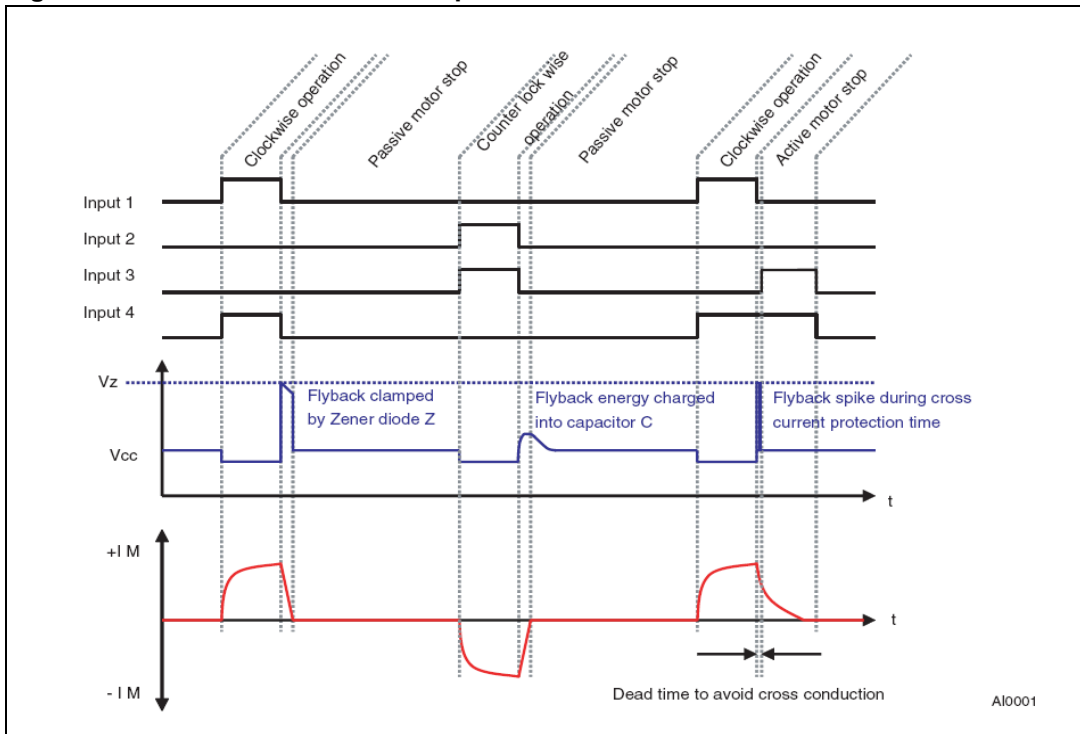 Clockwise operation
Passive motor stop
Counter lock wise
operation
Passive motor stop
Clockwise operation
Active motor stop
Input 1
Input 2
Input 3
Input 4
Vz
Flyback clamped
by Zener diode Z
Flyback energy charged
into capacitor C
Flyback spike during cross
current protection time
Vcc
t
+I M
t
- I M
Dead time to avoid cross conduction
AI0001